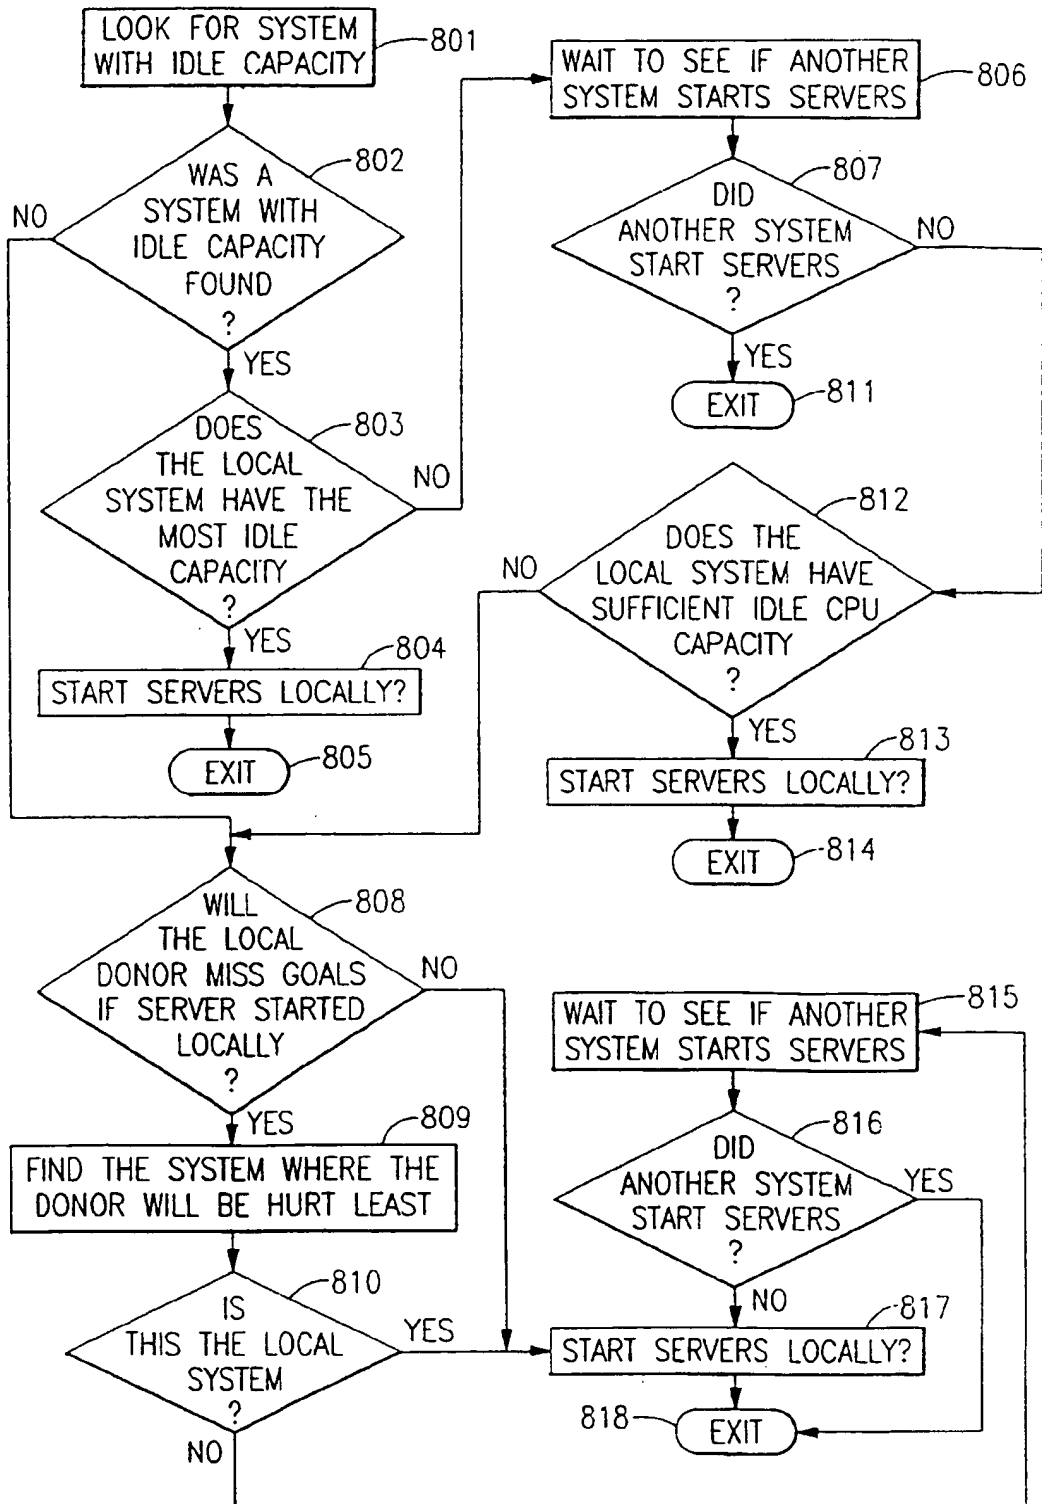 LOOK FOR SYSTEM
WITH IDLE CAPACITY
801
WAS A
SYSTEM WITH
IDLE CAPACITY
FOUND
?
802
NO
YES
DOES
THE LOCAL
SYSTEM HAVE THE
MOST IDLE
CAPACITY
?
803
NO
YES
804
START SERVERS LOCALLY?
EXIT
805
WAIT TO SEE IF ANOTHER
SYSTEM STARTS SERVERS
806
DID
ANOTHER SYSTEM
START SERVERS
?
807
NO
YES
EXIT
811
DOES THE
LOCAL SYSTEM HAVE
SUFFICIENT IDLE CPU
CAPACITY
?
812
NO
YES
813
START SERVERS LOCALLY?
EXIT
814
WILL
THE LOCAL
DONOR MISS GOALS
IF SERVER STARTED
LOCALLY
?
808
NO
YES
809
FIND THE SYSTEM WHERE THE
DONOR WILL BE HURT LEAST
IS
THIS THE LOCAL
SYSTEM
?
810
YES
NO
WAIT TO SEE IF ANOTHER
SYSTEM STARTS SERVERS
815
DID
ANOTHER SYSTEM
START SERVERS
?
816
YES
NO
817
START SERVERS LOCALLY?
818
EXIT